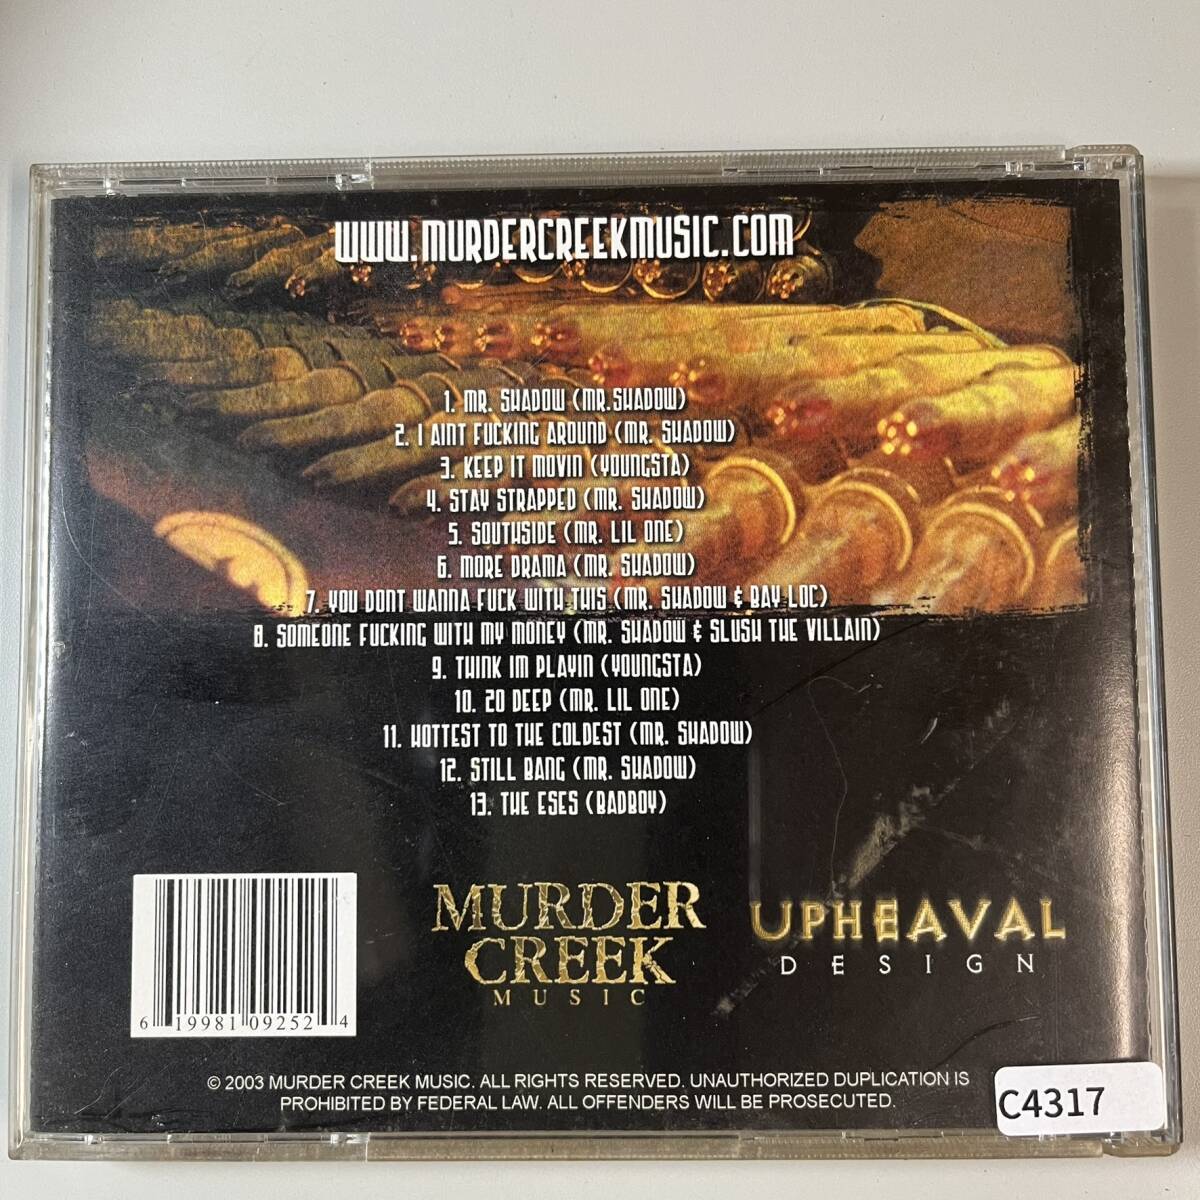 WWW.MURDERCREEKMUSIC.COM
1. MR. SHADOW (MR.SHADOW)
2. I AINT FUCKING AROUND (MR. SHADOW)
3. KEEP IT MOVIN (YOUNGSTA)
4. STAY STRAPPED (MR. SHADOW)
5. SOUTHSIDE (MR. LIL ONE)
6. MORE DRAMA (MR. SHADOW)
7. YOU DONT WANNA FUCK WITH THIS (MR. SHADOW & BAY LOC)
8. SOMEONE FUCKING WITH MY MONEY (MR. SHADOW & SLUSH THE VILLAIN)
9. THINK IM PLAYIN (YOUNGSTA)
10. 20 DEEP (MR. LIL ONE)
11. HOTTEST TO THE COLDEST (MR. SHADOW)
12. STILL BANG (MR. SHADOW)
13. THE ESES (BADBOY)
MURDER
CREEK
MUSIC
UPHEAVAL
DESIGN
6 19981 09252 4
© 2003 MURDER CREEK MUSIC. ALL RIGHTS RESERVED. UNAUTHORIZED DUPLICATION IS
PROHIBITED BY FEDERAL LAW. ALL OFFENDERS WILL BE PROSECUTED.
C4317